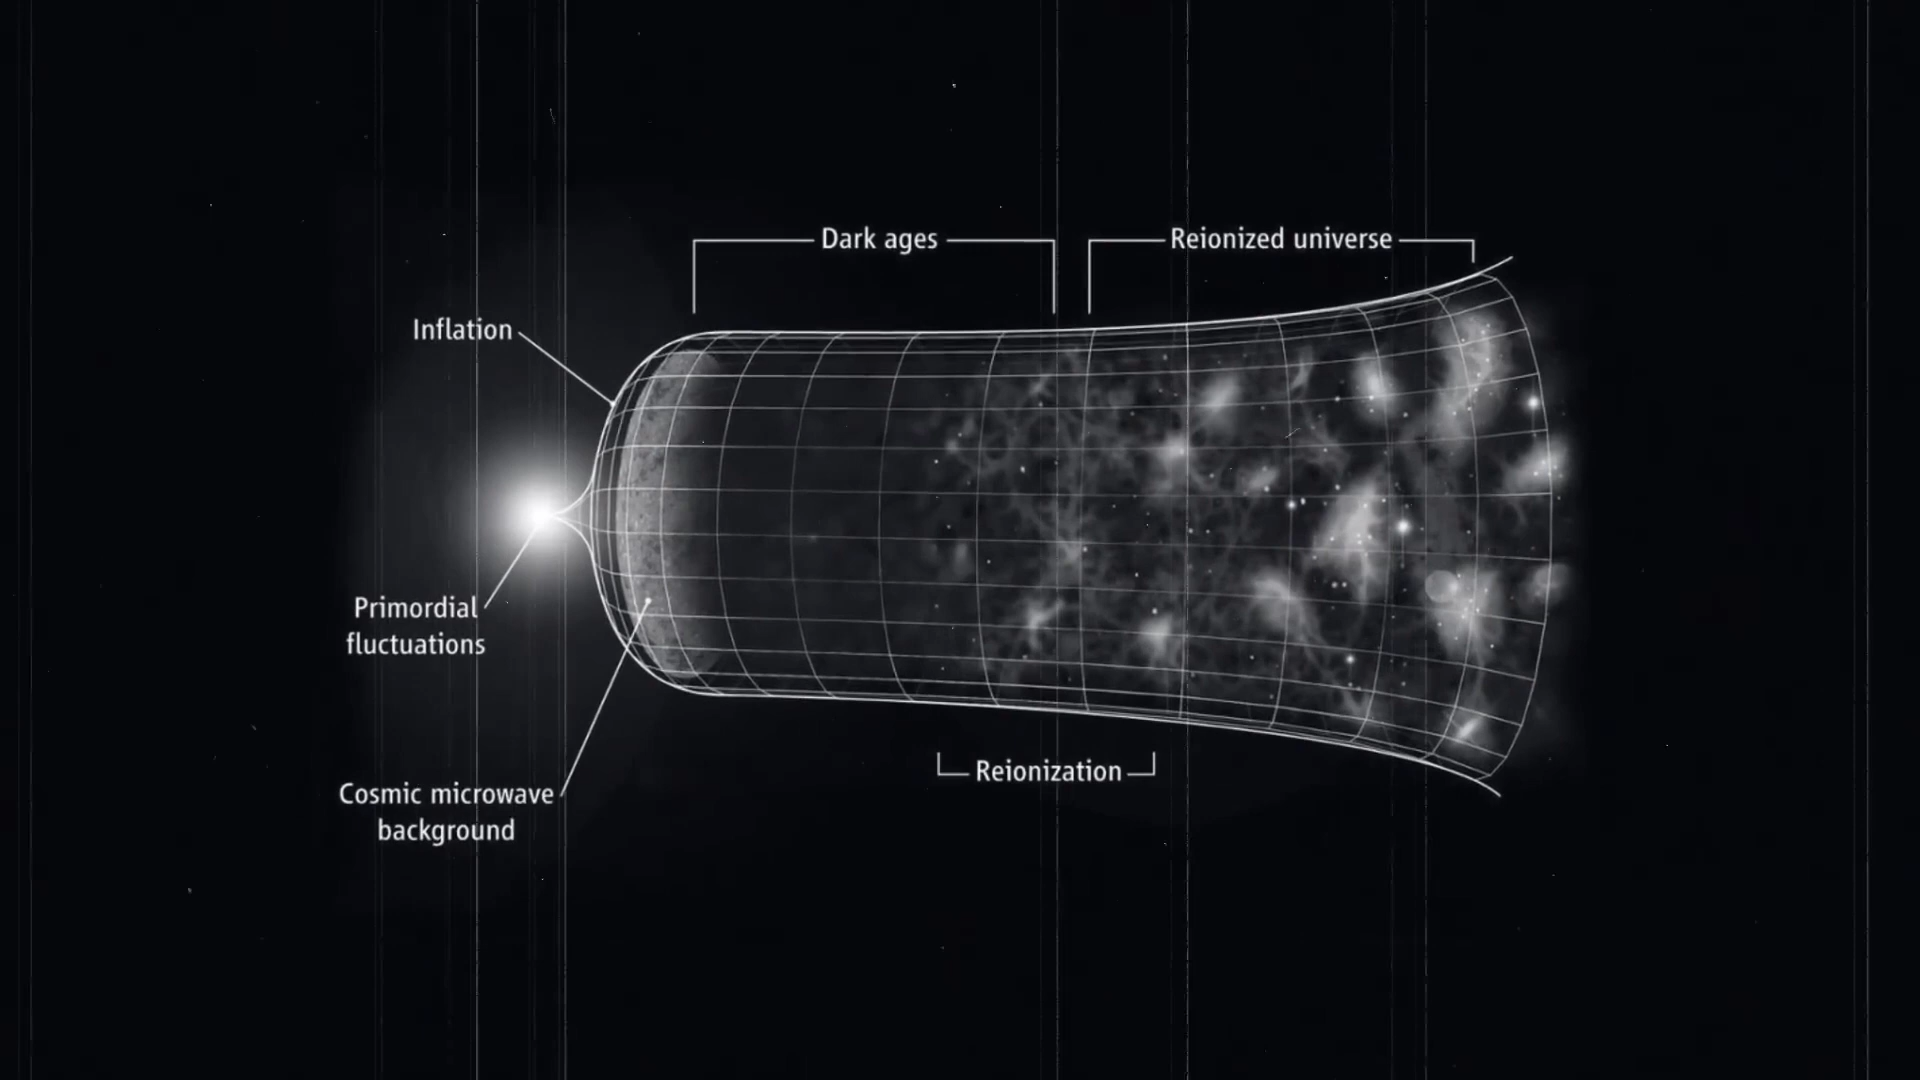 Dark ages
Reionized universe
Inflation
Primordial
fluctuations
Reionization
Cosmic microwave
background